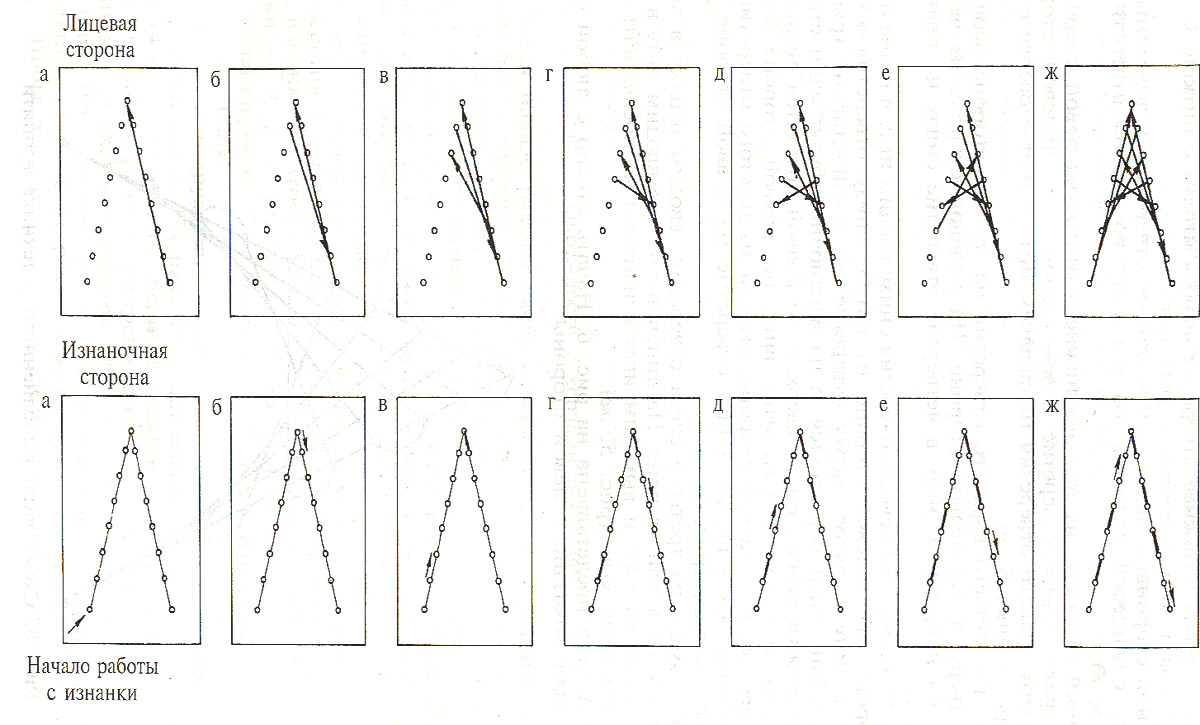 Лицевая
сторона
а б в г д е ж
Изнаночная
сторона
а б в г д е ж
Начало работы
с изнанки